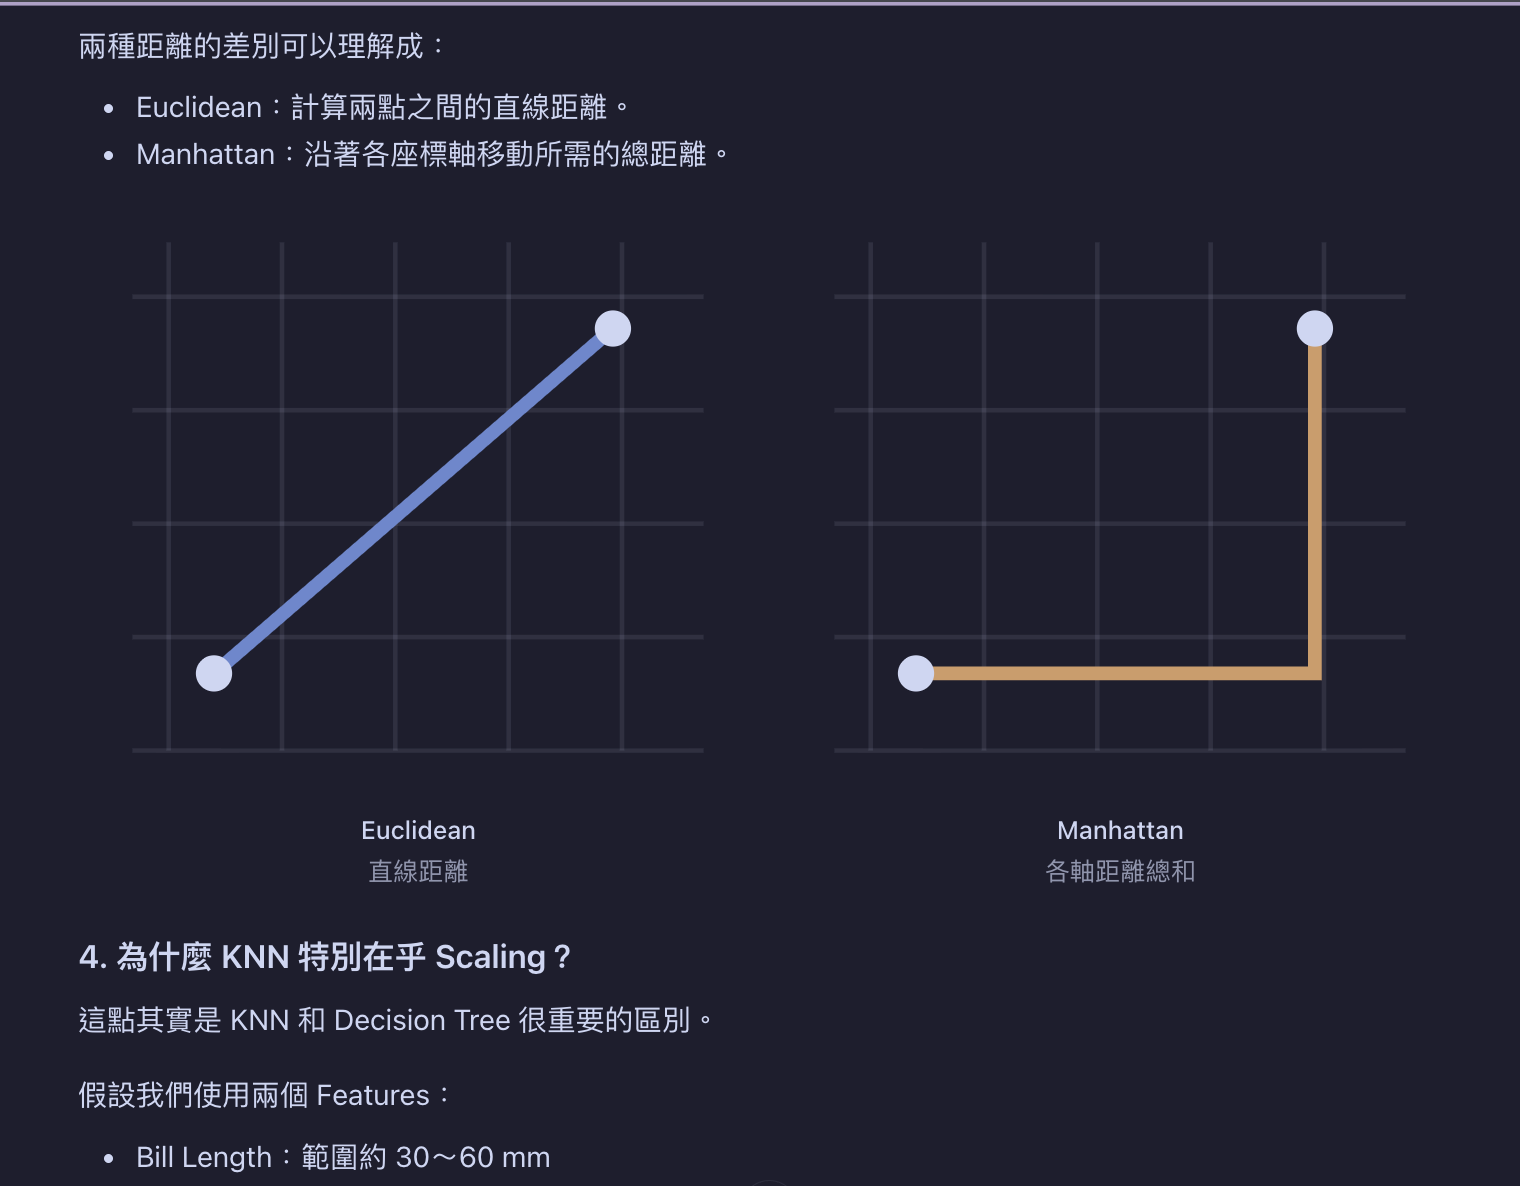 兩種距離的差別可以理解成：
• Euclidean：計算兩點之間的直線距離。
• Manhattan：沿著各座標軸移動所需的總距離。
Euclidean
直線距離
Manhattan
各軸距離總和
4. 為什麼 KNN 特別在乎 Scaling？
這點其實是 KNN 和 Decision Tree 很重要的區別。
假設我們使用兩個 Features：
• Bill Length：範圍約 30～60 mm